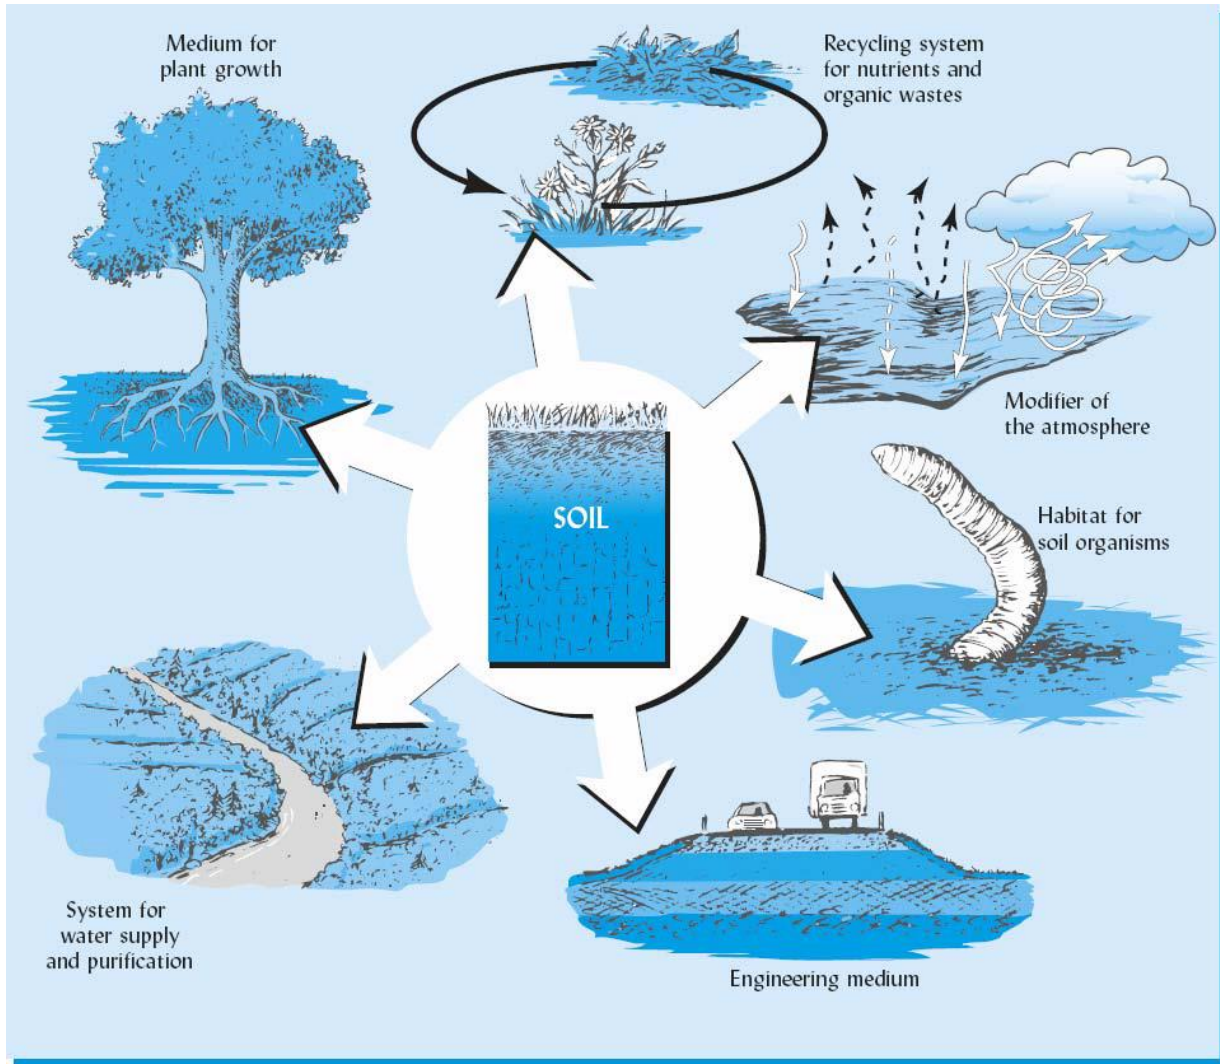 Medium for
plant growth
Recycling system
for nutrients and
organic wastes
Modifier of
the atmosphere
Habitat for
soil organisms
SOIL
System for
water supply
and purification
Engineering medium